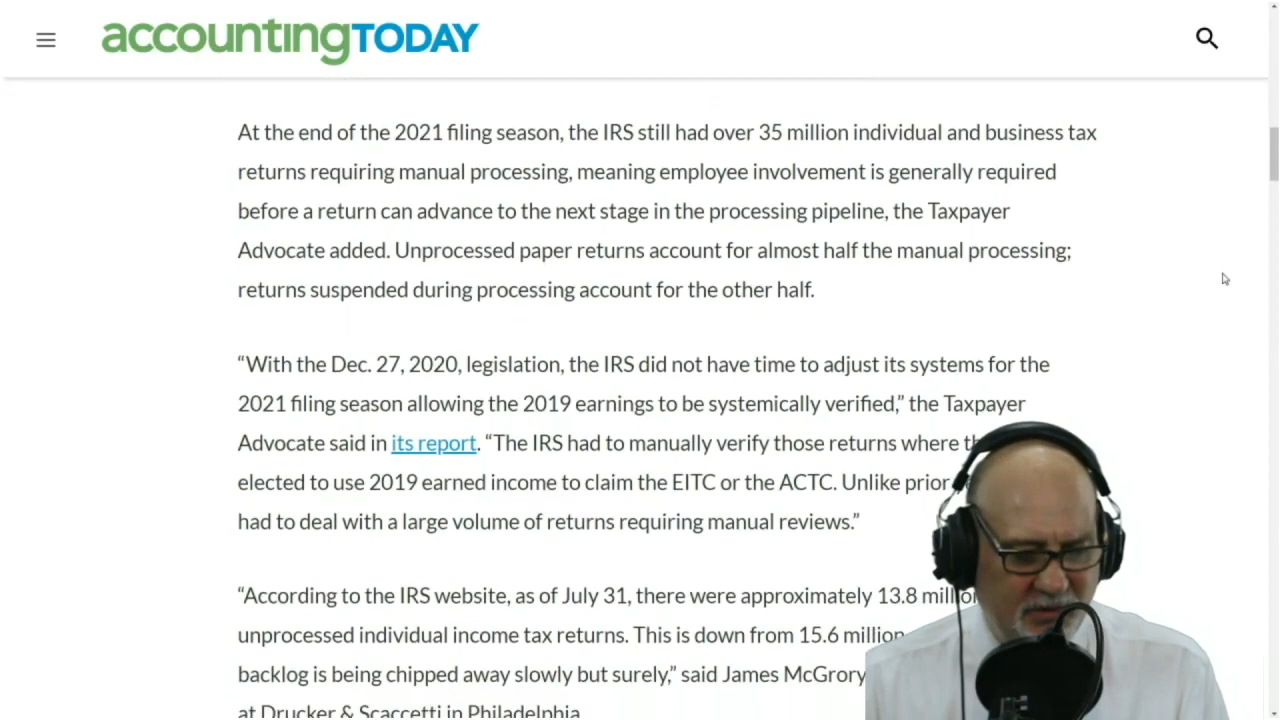 accountingTODAY
At the end of the 2021 filing season, the IRS still had over 35 million individual and business tax
returns requiring manual processing, meaning employee involvement is generally required
before a return can advance to the next stage in the processing pipeline, the Taxpayer
Advocate added. Unprocessed paper returns account for almost half the manual processing;
returns suspended during processing account for the other half.
“With the Dec. 27, 2020, legislation, the IRS did not have time to adjust its systems for the
2021 filing season allowing the 2019 earnings to be systemically verified,” the Taxpayer
Advocate said in its report. “The IRS had to manually verify those returns where
elected to use 2019 earned income to claim the EITC or the ACTC. Unlike prior
had to deal with a large volume of returns requiring manual reviews.”
“According to the IRS website, as of July 31, there were approximately 13.8 million
unprocessed individual income tax returns. This is down from 15.6 million
backlog is being chipped away slowly but surely,” said James McGrory
at Drucker & Scaccetti in Philadelphia